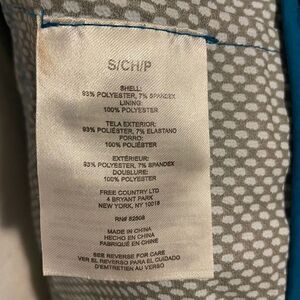 S/CH/P
SHELL:
93% POLYESTER, 7% SPANDEX
LINING:
100% POLYESTER
TELA EXTERIOR:
93% POLIÉSTER, 7% ELASTANO
FORRO:
100% POLIÉSTER
EXTÉRIEUR:
93% POLYESTER, 7% SPANDEX
DOUBLURE:
100% POLYESTER
FREE COUNTRY LTD
4 BRYANT PARK
NEW YORK, NY 10018
RN# 82908
MADE IN CHINA
HECHO EN CHINA
FABRIQUÉ EN CHINE
SEE REVERSE FOR CARE
VER EL REVERSO PARA EL CUIDADO
D'EMTRETIEN AU VERSO